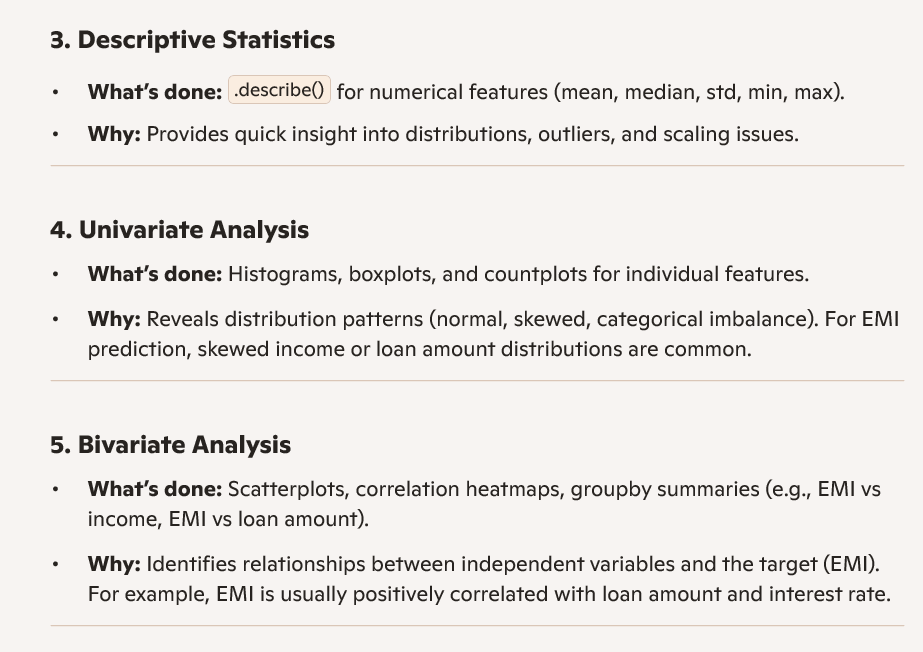 3. Descriptive Statistics
• What’s done: .describe() for numerical features (mean, median, std, min, max).
• Why: Provides quick insight into distributions, outliers, and scaling issues.
4. Univariate Analysis
• What’s done: Histograms, boxplots, and countplots for individual features.
• Why: Reveals distribution patterns (normal, skewed, categorical imbalance). For EMI
prediction, skewed income or loan amount distributions are common.
5. Bivariate Analysis
• What’s done: Scatterplots, correlation heatmaps, groupby summaries (e.g., EMI vs
income, EMI vs loan amount).
• Why: Identifies relationships between independent variables and the target (EMI).
For example, EMI is usually positively correlated with loan amount and interest rate.